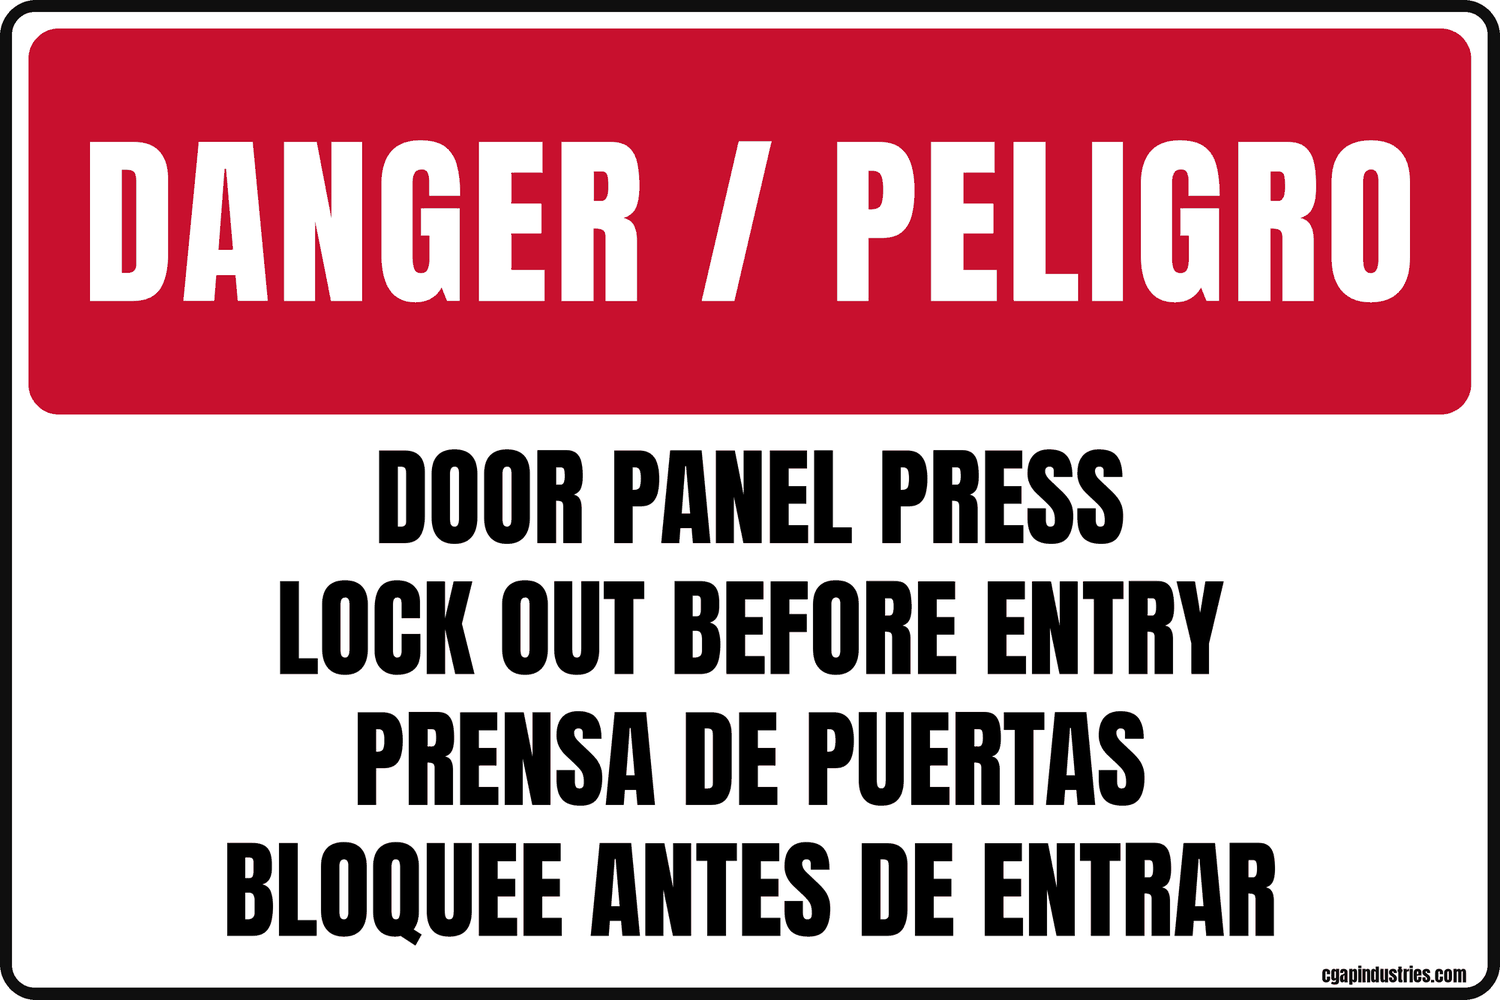 DANGER / PELIGRO
DOOR PANEL PRESS
LOCK OUT BEFORE ENTRY
PRENSA DE PUERTAS
BLOQUEE ANTES DE ENTRAR
cgapindustries.com